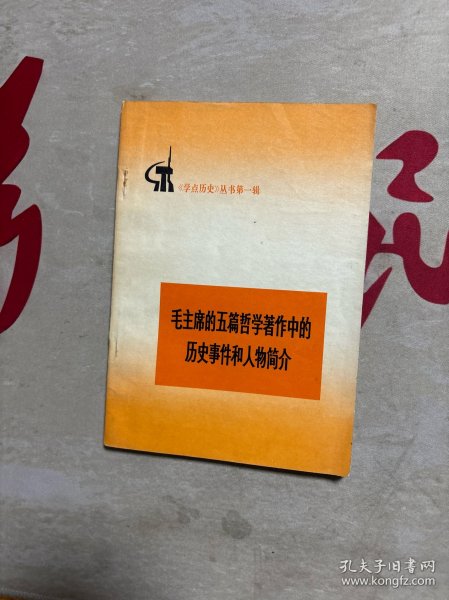 《学点历史》丛书第一辑
毛主席的五篇哲学著作中的
历史事件和人物简介
孔夫子旧书网
www.kongfz.com